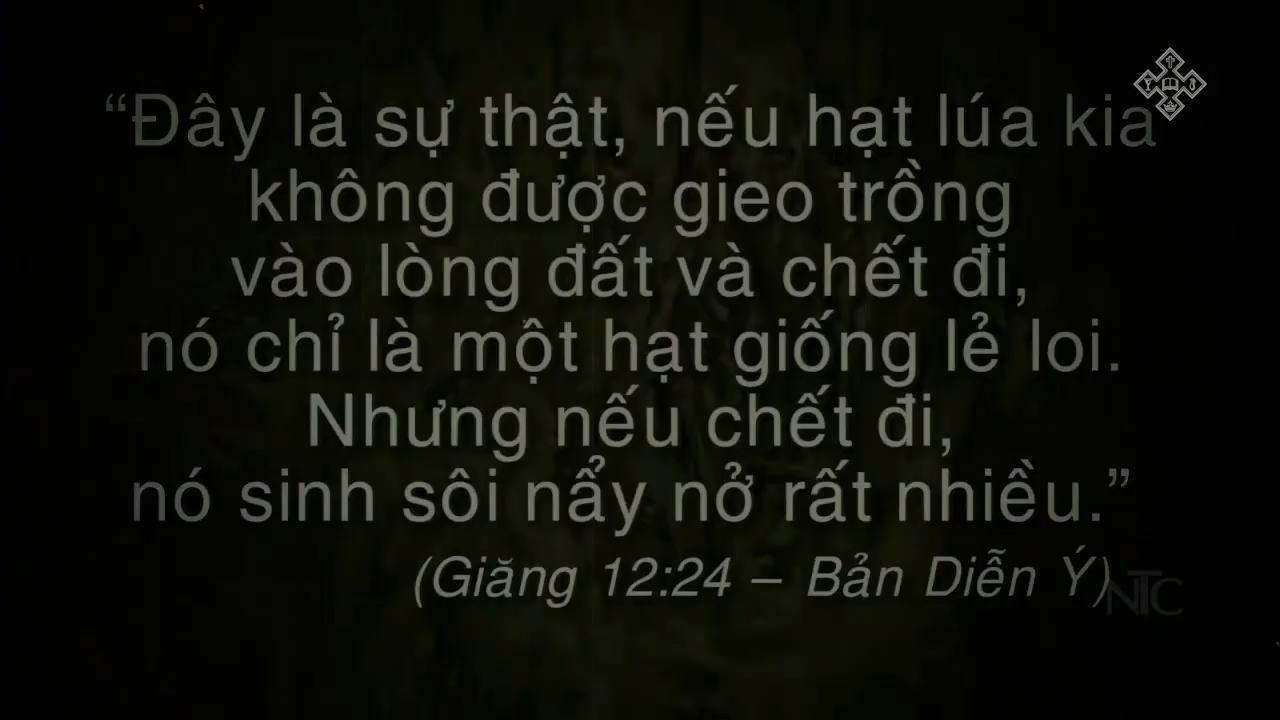 “Đây là sự thật, nếu hạt lúa kia
không được gieo trồng
vào lòng đất và chết đi,
nó chỉ là một hạt giống lẻ loi.
Nhưng nếu chết đi,
nó sinh sôi nẩy nở rất nhiều.”
(Giăng 12:24 – Bản Diễn Ý)
NTC